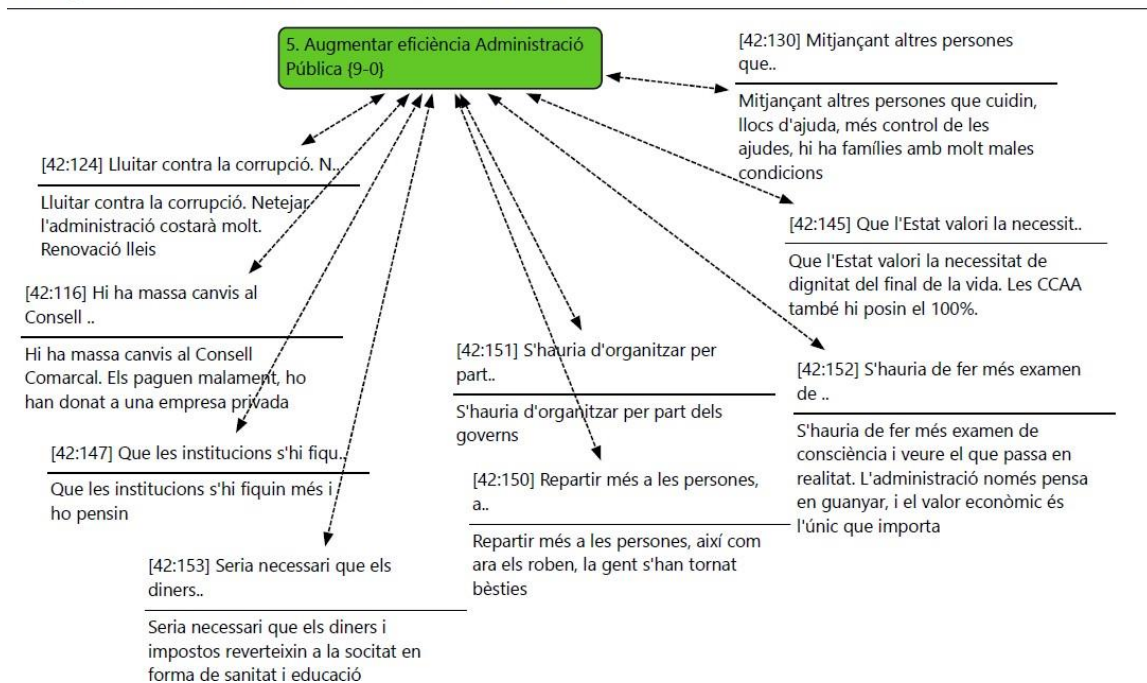 5. Augmentar eficiència Administració
Pública {9-0}
[42:130] Mitjançant altres persones
que..
Mitjançant altres persones que cuidin,
llocs d'ajuda, més control de les
ajudes, hi ha famílies amb molt males
condicions
[42:124] Lluitar contra la corrupció. N..
Lluitar contra la corrupció. Netejar
l'administració costarà molt.
Renovació lleis
[42:145] Que l'Estat valori la necessit..
Que l'Estat valori la necessitat de
dignitat del final de la vida. Les CCAA
també hi posin el 100%.
[42:116] Hi ha massa canvis al
Consell ..
Hi ha massa canvis al Consell
Comarcal. Els paguen malament, ho
han donat a una empresa privada
[42:151] S'hauria d'organitzar per
part..
S'hauria d'organitzar per part dels
governs
[42:152] S'hauria de fer més examen
de ..
S'hauria de fer més examen de
consciència i veure el que passa en
realitat. L'administració només pensa
en guanyar, i el valor econòmic és
l'únic que importa
[42:147] Que les institucions s'hi fiqu..
Que les institucions s'hi fiquin més i
ho pensin
[42:150] Repartir més a les persones,
a..
Repartir més a les persones, així com
ara els roben, la gent s'han tornat
bèsties
[42:153] Seria necessari que els
diners..
Seria necessari que els diners i
impostos reverteixin a la socitat en
forma de sanitat i educació